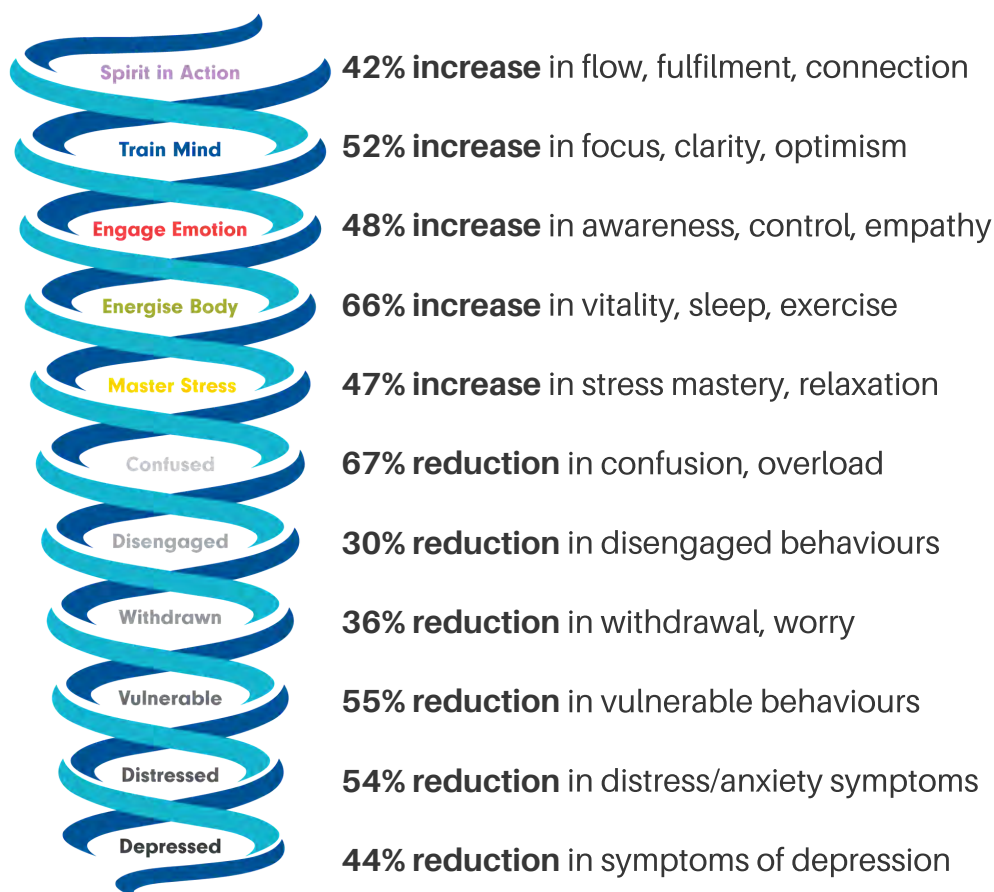 Spirit in Action
42% increase in flow, fulfilment, connection
Train Mind
52% increase in focus, clarity, optimism
Engage Emotion
48% increase in awareness, control, empathy
Energise Body
66% increase in vitality, sleep, exercise
Master Stress
47% increase in stress mastery, relaxation
Confused
67% reduction in confusion, overload
Disengaged
30% reduction in disengaged behaviours
Withdrawn
36% reduction in withdrawal, worry
Vulnerable
55% reduction in vulnerable behaviours
Distressed
54% reduction in distress/anxiety symptoms
Depressed
44% reduction in symptoms of depression